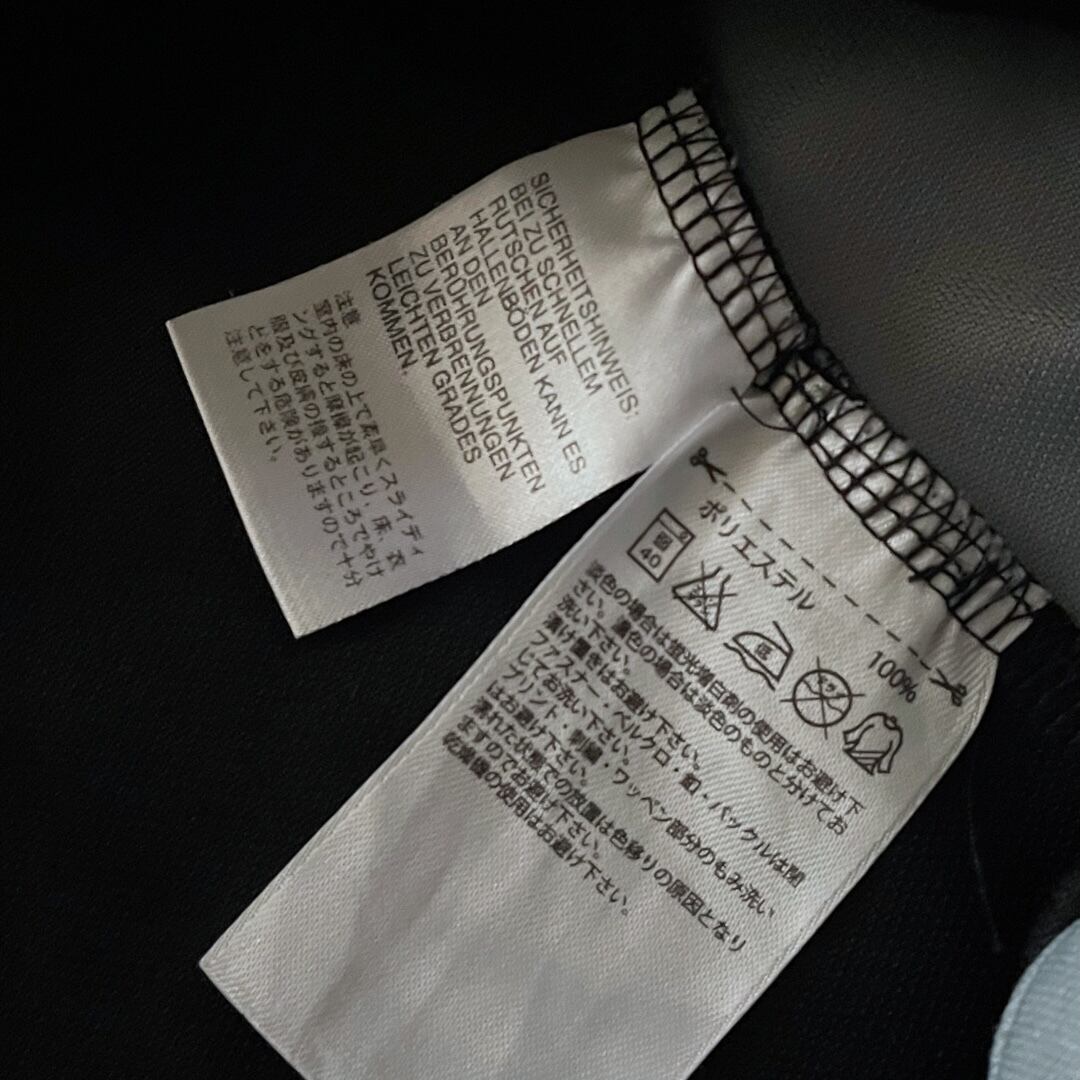 SICHERHEITSHINWEIS:
BEI ZU SCHNELLEM
RUTSCHEN AUF
HALLENBÖDEN KANN ES
AN DEN
BERÜHRUNGSPUNKTEN
ZU VERBRENNUNGEN
LEICHTEN GRADES
KOMMEN.
注意
室内の床の上で素早くスライディ
ングすると摩擦が起こり、床、衣
服及び皮膚の接するところでやけ
どをする危険がありますので十分
注意して下さい。
ポリエステル 100%
弱
40
低
淡色の場合は蛍光増白剤の使用はお避け下
さい。濃色の場合は淡色のものと分けてお
洗い下さい。
漬け置きはお避け下さい。
ファスナー・ベルクロ・釦・バックルは閉
じてお洗い下さい。
プリント・刺繍・ワッペン部分のもみ洗い
はお避け下さい。
濡れた状態での放置は色移りの原因となり
ますのでお避け下さい。
乾燥機の使用はお避け下さい。